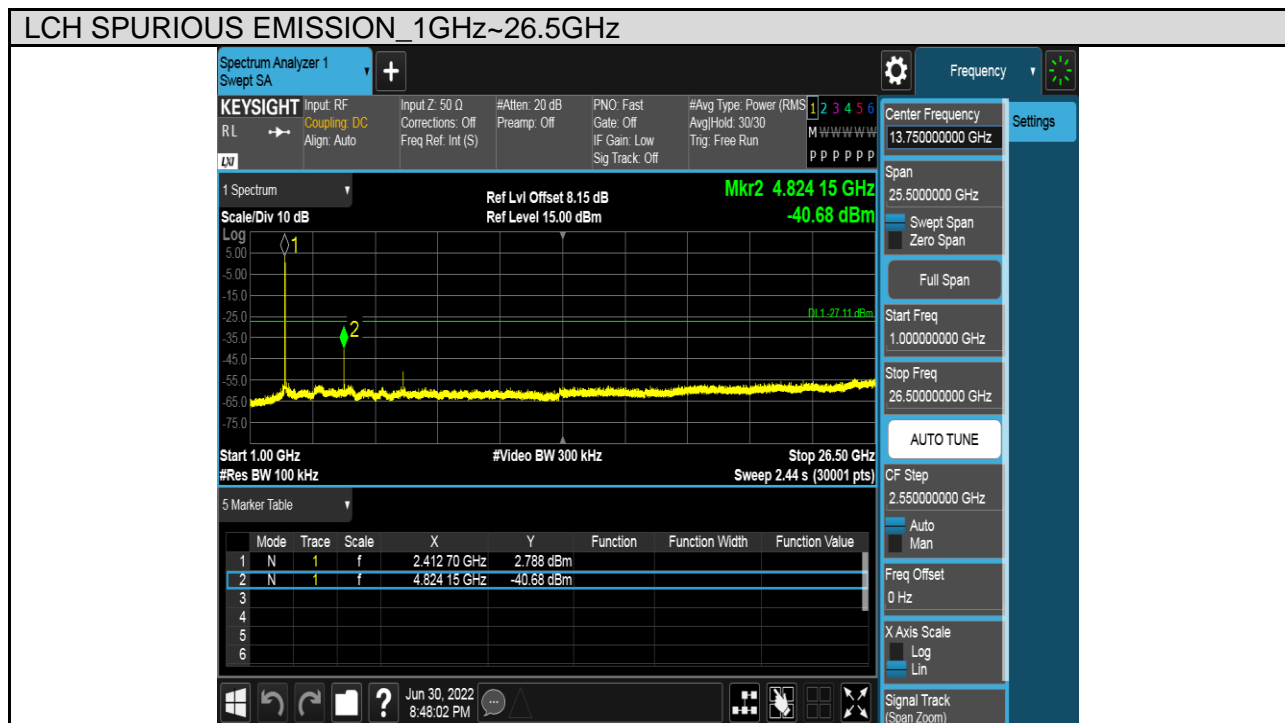 LCH SPURIOUS EMISSION_1GHz~26.5GHz
Spectrum Analyzer 1
Swept SA
+
Frequency
KEYSIGHT
RL
LXI
Input: RF
Coupling: DC
Align: Auto
Input Z: 50 Ω
Corrections: Off
Freq Ref: Int (S)
#Atten: 20 dB
Preamp: Off
PNO: Fast
Gate: Off
IF Gain: Low
Sig Track: Off
#Avg Type: Power (RMS
Avg|Hold: 30/30
Trig: Free Run
1 2 3 4 5 6
M W W W W W
P P P P P P
1 Spectrum
Scale/Div 10 dB
Ref Lvl Offset 8.15 dB
Ref Level 15.00 dBm
Mkr2 4.824 15 GHz
-40.68 dBm
Log
5.00
-5.00
-15.0
-25.0
-35.0
-45.0
-55.0
-65.0
-75.0
1
2
DL1 -27.11 dBm
Start 1.00 GHz
#Video BW 300 kHz
Stop 26.50 GHz
#Res BW 100 kHz
Sweep 2.44 s (30001 pts)
5 Marker Table
Mode Trace Scale X Y Function Function Width Function Value
1 N 1 f 2.412 70 GHz 2.788 dBm
2 N 1 f 4.824 15 GHz -40.68 dBm
3
4
5
6
?
Jun 30, 2022
8:48:02 PM
Center Frequency
13.750000000 GHz
Settings
Span
25.5000000 GHz
Swept Span
Zero Span
Full Span
Start Freq
1.000000000 GHz
Stop Freq
26.500000000 GHz
AUTO TUNE
CF Step
2.550000000 GHz
Auto
Man
Freq Offset
0 Hz
X Axis Scale
Log
Lin
Signal Track
(Span Zoom)